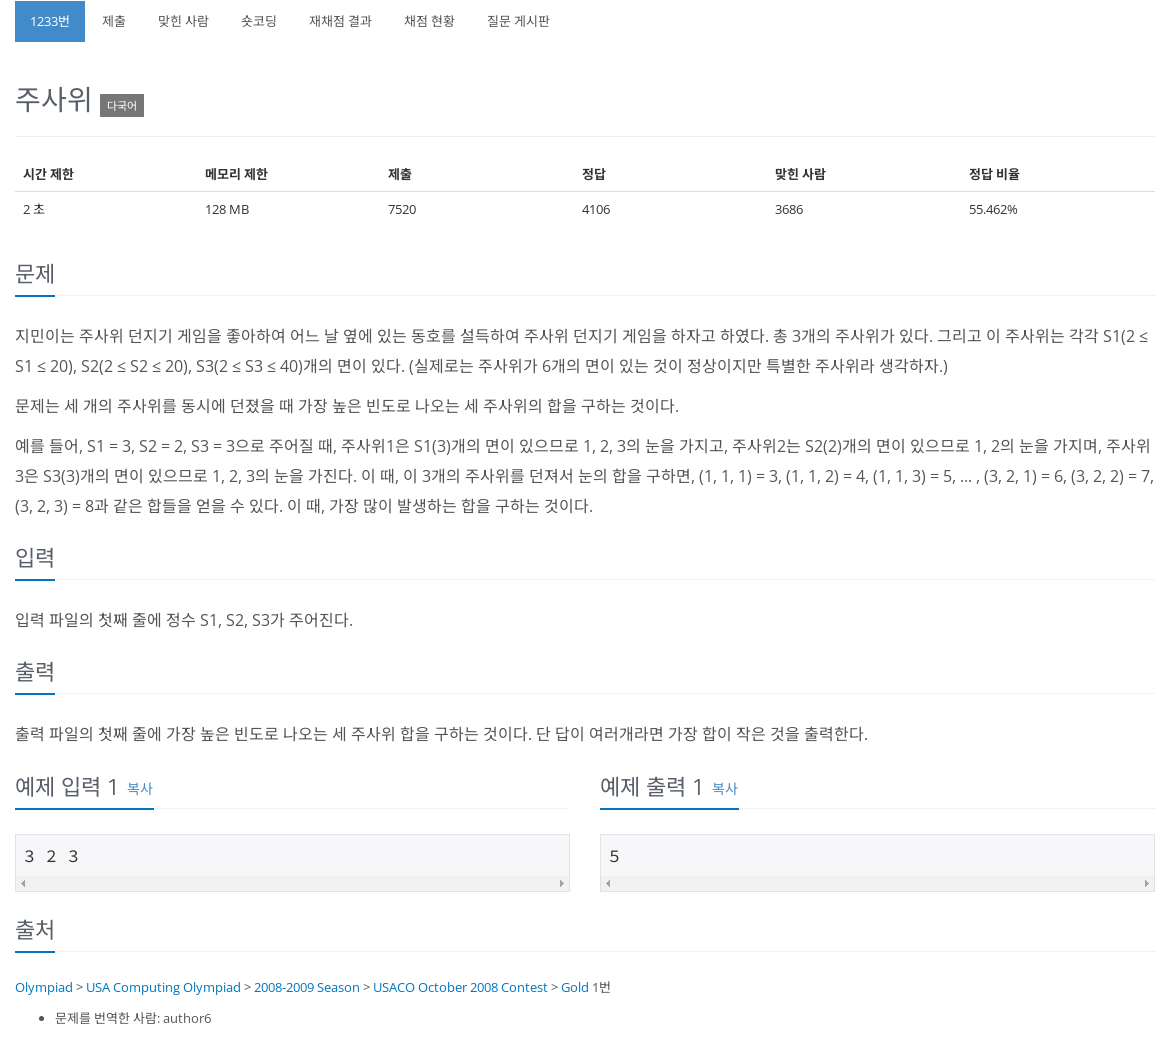 1233번 제출 맞힌 사람 숏코딩 재채점 결과 채점 현황 질문 게시판
주사위 다국어
시간 제한 메모리 제한 제출 정답 맞힌 사람 정답 비율
2 초 128 MB 7520 4106 3686 55.462%
문제
지민이는 주사위 던지기 게임을 좋아하여 어느 날 옆에 있는 동호를 설득하여 주사위 던지기 게임을 하자고 하였다. 총 3개의 주사위가 있다. 그리고 이 주사위는 각각 S1(2 ≤
S1 ≤ 20), S2(2 ≤ S2 ≤ 20), S3(2 ≤ S3 ≤ 40)개의 면이 있다. (실제로는 주사위가 6개의 면이 있는 것이 정상이지만 특별한 주사위라 생각하자.)
문제는 세 개의 주사위를 동시에 던졌을 때 가장 높은 빈도로 나오는 세 주사위의 합을 구하는 것이다.
예를 들어, S1 = 3, S2 = 2, S3 = 3으로 주어질 때, 주사위1은 S1(3)개의 면이 있으므로 1, 2, 3의 눈을 가지고, 주사위2는 S2(2)개의 면이 있으므로 1, 2의 눈을 가지며, 주사위
3은 S3(3)개의 면이 있으므로 1, 2, 3의 눈을 가진다. 이 때, 이 3개의 주사위를 던져서 눈의 합을 구하면, (1, 1, 1) = 3, (1, 1, 2) = 4, (1, 1, 3) = 5, ... , (3, 2, 1) = 6, (3, 2, 2) = 7,
(3, 2, 3) = 8과 같은 합들을 얻을 수 있다. 이 때, 가장 많이 발생하는 합을 구하는 것이다.
입력
입력 파일의 첫째 줄에 정수 S1, S2, S3가 주어진다.
출력
출력 파일의 첫째 줄에 가장 높은 빈도로 나오는 세 주사위 합을 구하는 것이다. 단 답이 여러개라면 가장 합이 작은 것을 출력한다.
예제 입력 1 복사
3 2 3
예제 출력 1 복사
5
출처
Olympiad > USA Computing Olympiad > 2008-2009 Season > USACO October 2008 Contest > Gold 1번
문제를 번역한 사람: author6